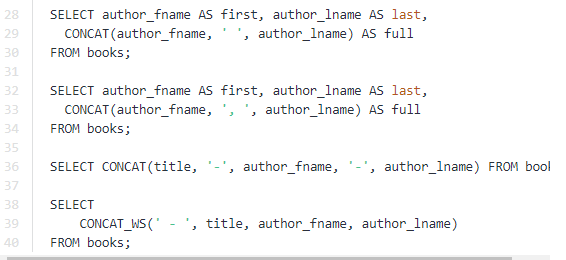 28 SELECT author_fname AS first, author_lname AS last,
29   CONCAT(author_fname, ' ', author_lname) AS full
30 FROM books;
31
32 SELECT author_fname AS first, author_lname AS last,
33   CONCAT(author_fname, ', ', author_lname) AS full
34 FROM books;
35
36 SELECT CONCAT(title, '-', author_fname, '-', author_lname) FROM
37
38 SELECT
39     CONCAT_WS(' - ', title, author_fname, author_lname)
40 FROM books;